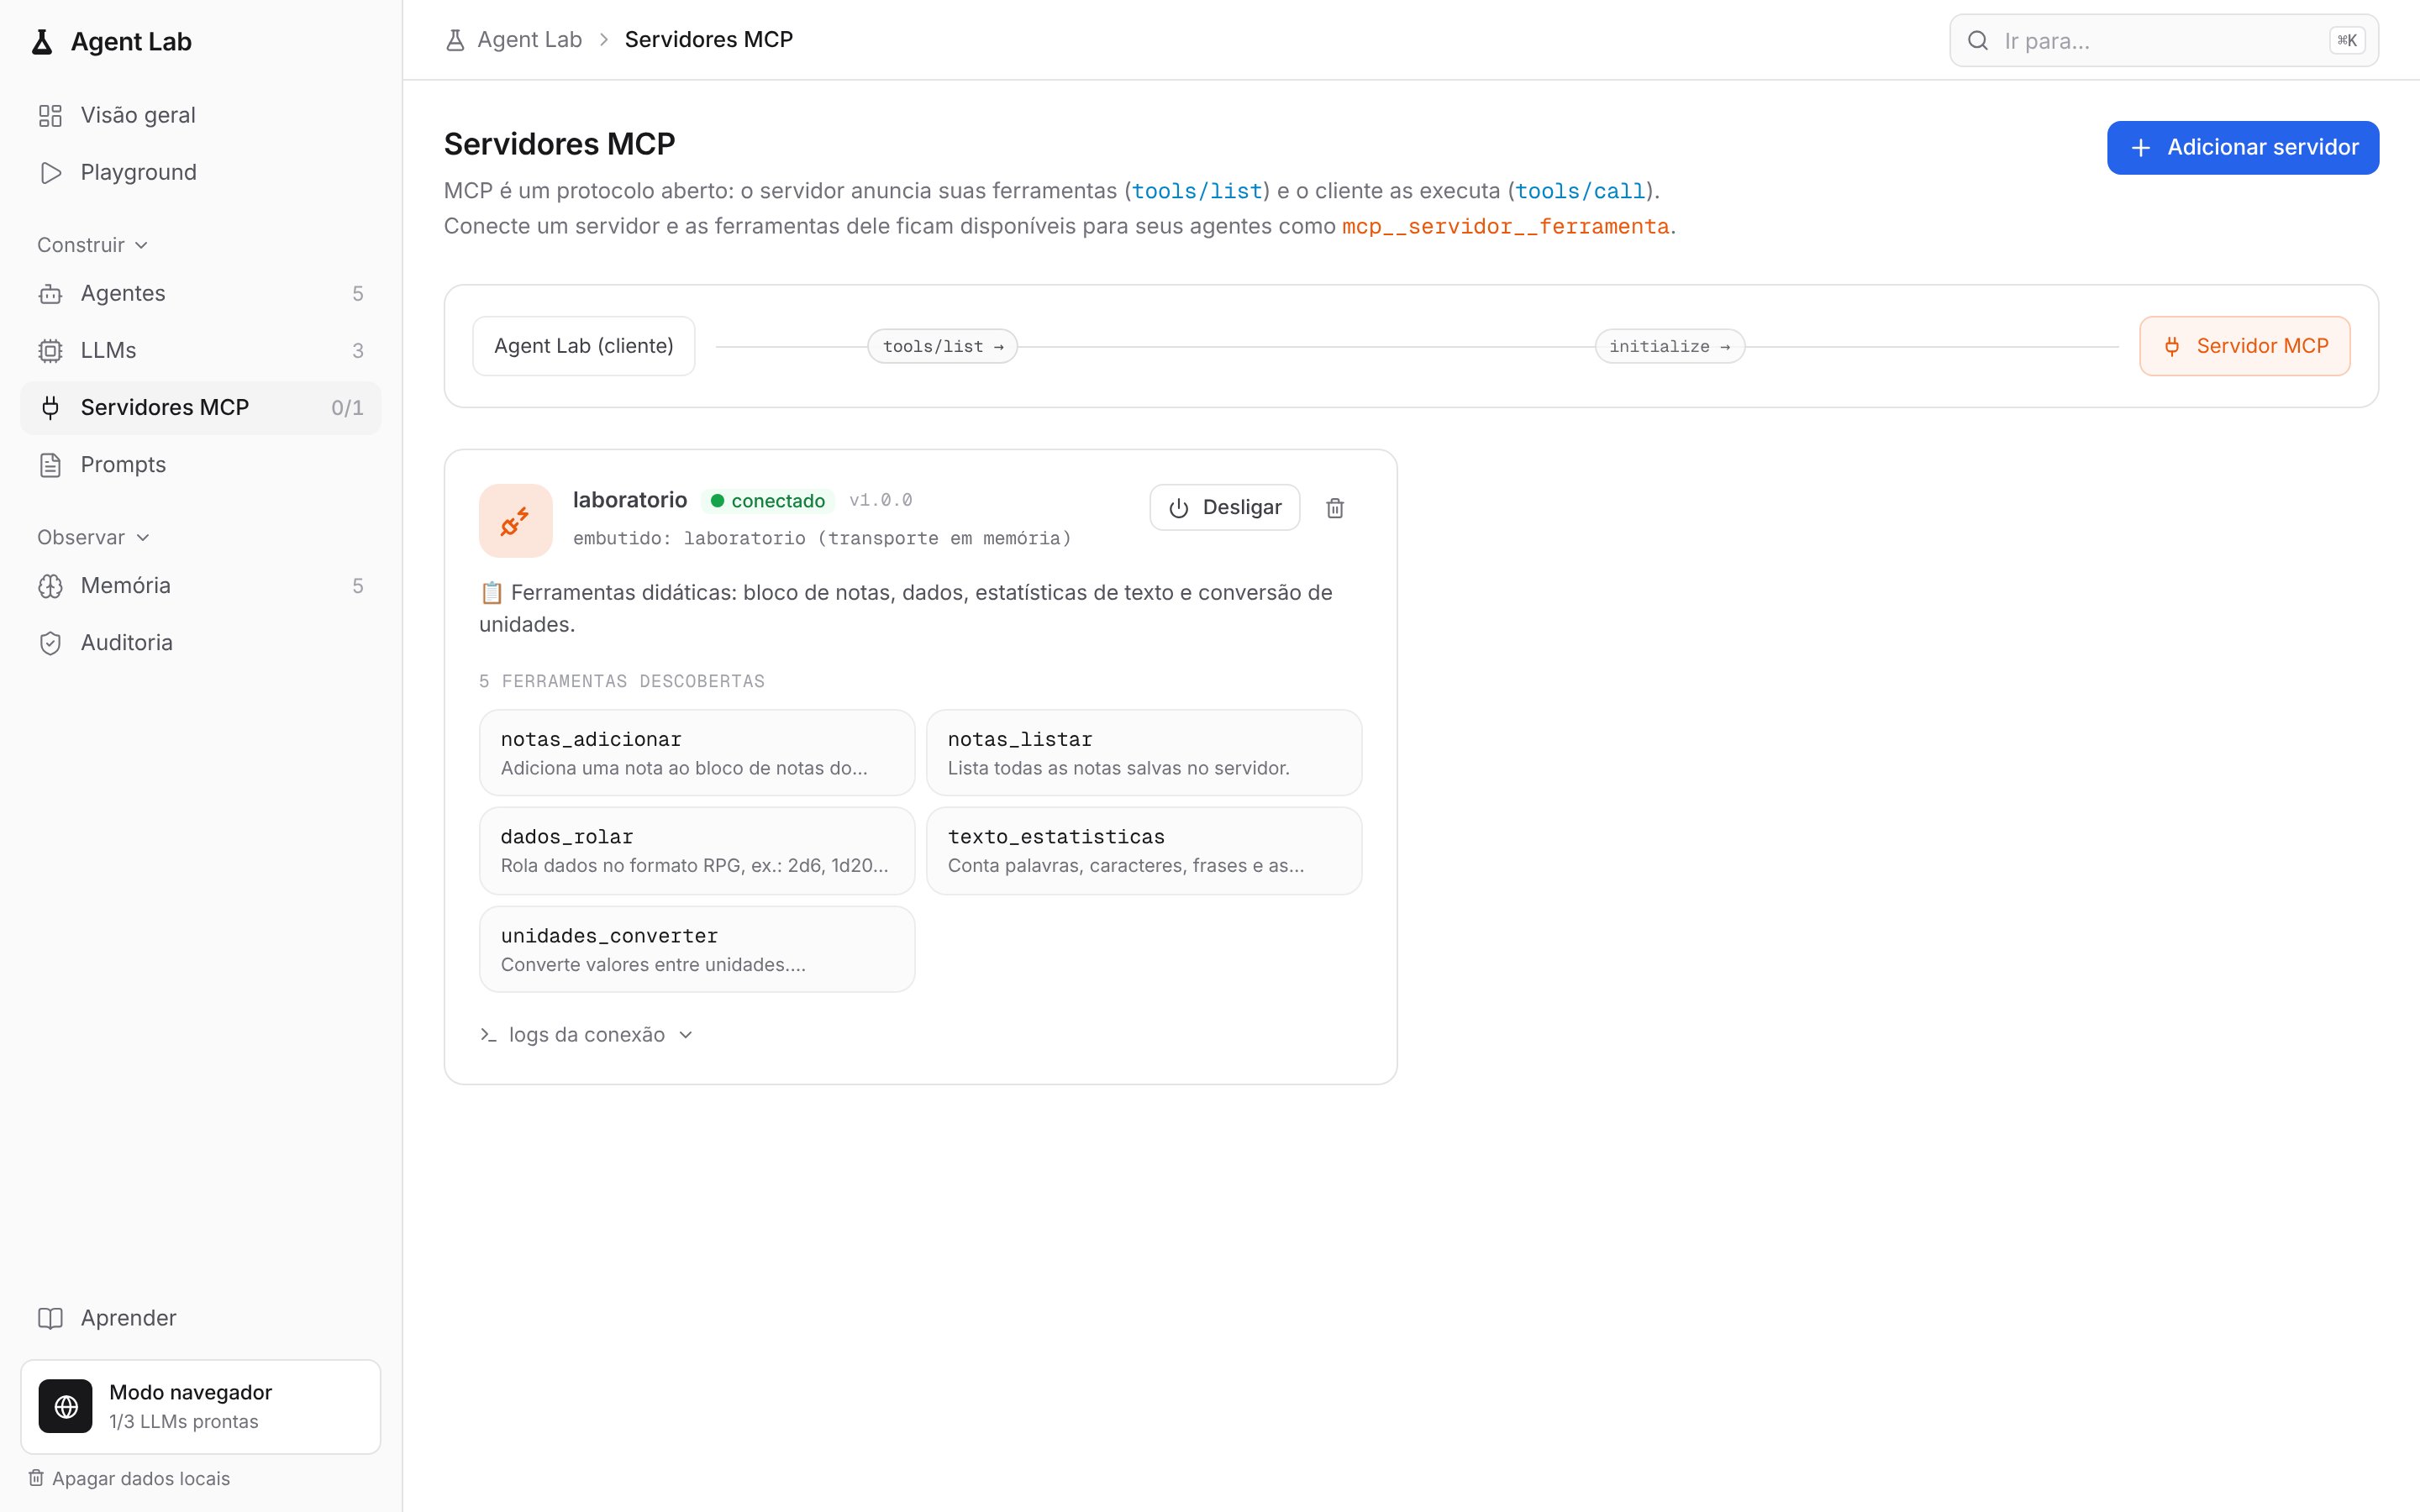 Agent Lab
Visão geral
Playground
Construir
Agentes 5
LLMs 3
Servidores MCP 0/1
Prompts
Observar
Memória 5
Auditoria
Aprender
Modo navegador
1/3 LLMs prontas
Apagar dados locais
Agent Lab > Servidores MCP
Ir para... ⌘K
Servidores MCP
MCP é um protocolo aberto: o servidor anuncia suas ferramentas (tools/list) e o cliente as executa (tools/call).
Conecte um servidor e as ferramentas dele ficam disponíveis para seus agentes como mcp__servidor__ferramenta.
+ Adicionar servidor
Agent Lab (cliente) tools/list → initialize → Servidor MCP
laboratorio conectado v1.0.0
embutido: laboratorio (transporte em memória)
Desligar
📋 Ferramentas didáticas: bloco de notas, dados, estatísticas de texto e conversão de
unidades.
5 FERRAMENTAS DESCOBERTAS
notas_adicionar
Adiciona uma nota ao bloco de notas do...
notas_listar
Lista todas as notas salvas no servidor.
dados_rolar
Rola dados no formato RPG, ex.: 2d6, 1d20...
texto_estatisticas
Conta palavras, caracteres, frases e as...
unidades_converter
Converte valores entre unidades....
logs da conexão